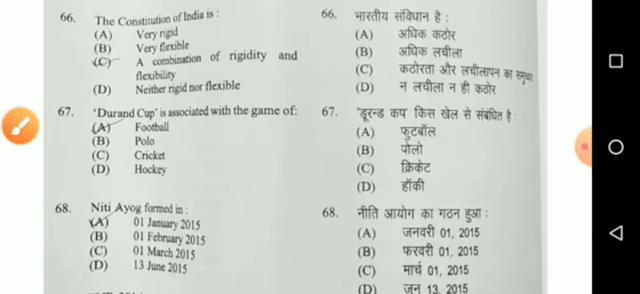 66. The Constitution of India is :
(A) Very rigid
(B) Very flexible
(C) A combination of rigidity and
flexibility
(D) Neither rigid nor flexible
67. 'Durand Cup' is associated with the game of:
(A) Football
(B) Polo
(C) Cricket
(D) Hockey
68. Niti Ayog formed in :
(A) 01 January 2015
(B) 01 February 2015
(C) 01 March 2015
(D) 13 June 2015
66. भारतीय संविधान है :
(A) अधिक कठोर
(B) अधिक लचीला
(C) कठोरता और लचीलापन का
(D) न लचीला न ही कठोर
67. 'डूरन्ड कप' किस खेल से संबंधित है :
(A) फुटबॉल
(B) पोलो
(C) क्रिकेट
(D) हॉकी
68. नीति आयोग का गठन हुआ :
(A) जनवरी 01, 2015
(B) फरवरी 01, 2015
(C) मार्च 01, 2015
(D) जून 13, 2015